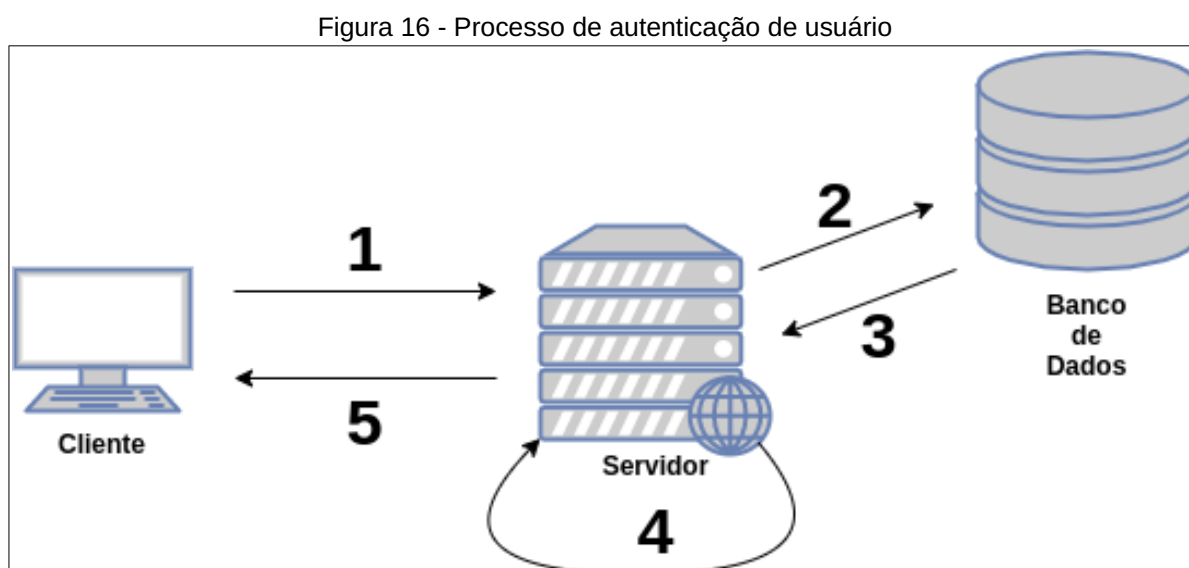 Figura 16 - Processo de autenticação de usuário
1
2
3
4
5
Cliente
Servidor
Banco
de
Dados